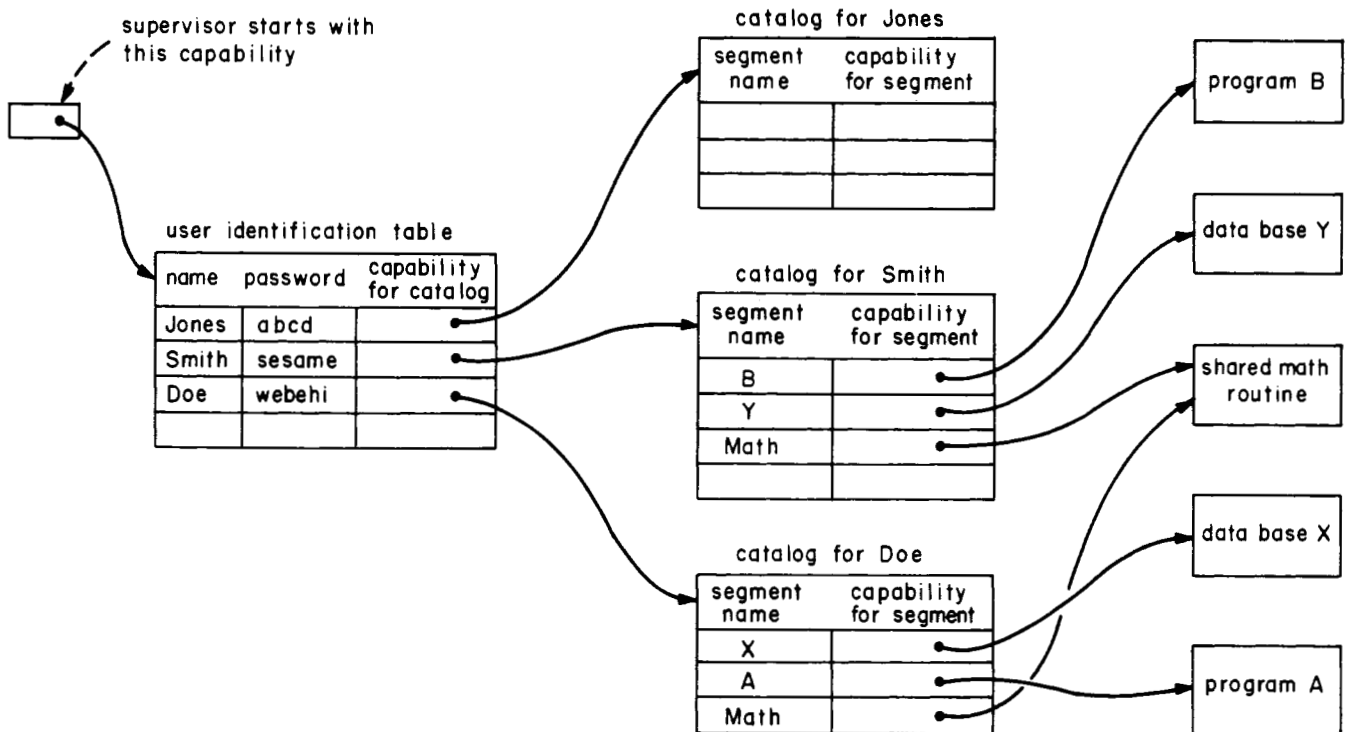 supervisor starts with
this capability
user identification table
name password capability
for catalog
Jones abcd
Smith sesame
Doe webehi
catalog for Jones
segment capability
name for segment
catalog for Smith
segment capability
name for segment
B
Y
Math
catalog for Doe
segment capability
name for segment
X
A
Math
program B
data base Y
shared math
routine
data base X
program A